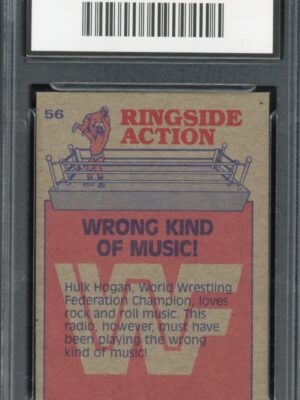 56
RINGSIDE
ACTION
WRONG KIND
OF MUSIC!
Hulk Hogan, World Wrestling
Federation Champion, loves
rock and roll music. This
radio, however, must have
been playing the wrong
kind of music!
WF